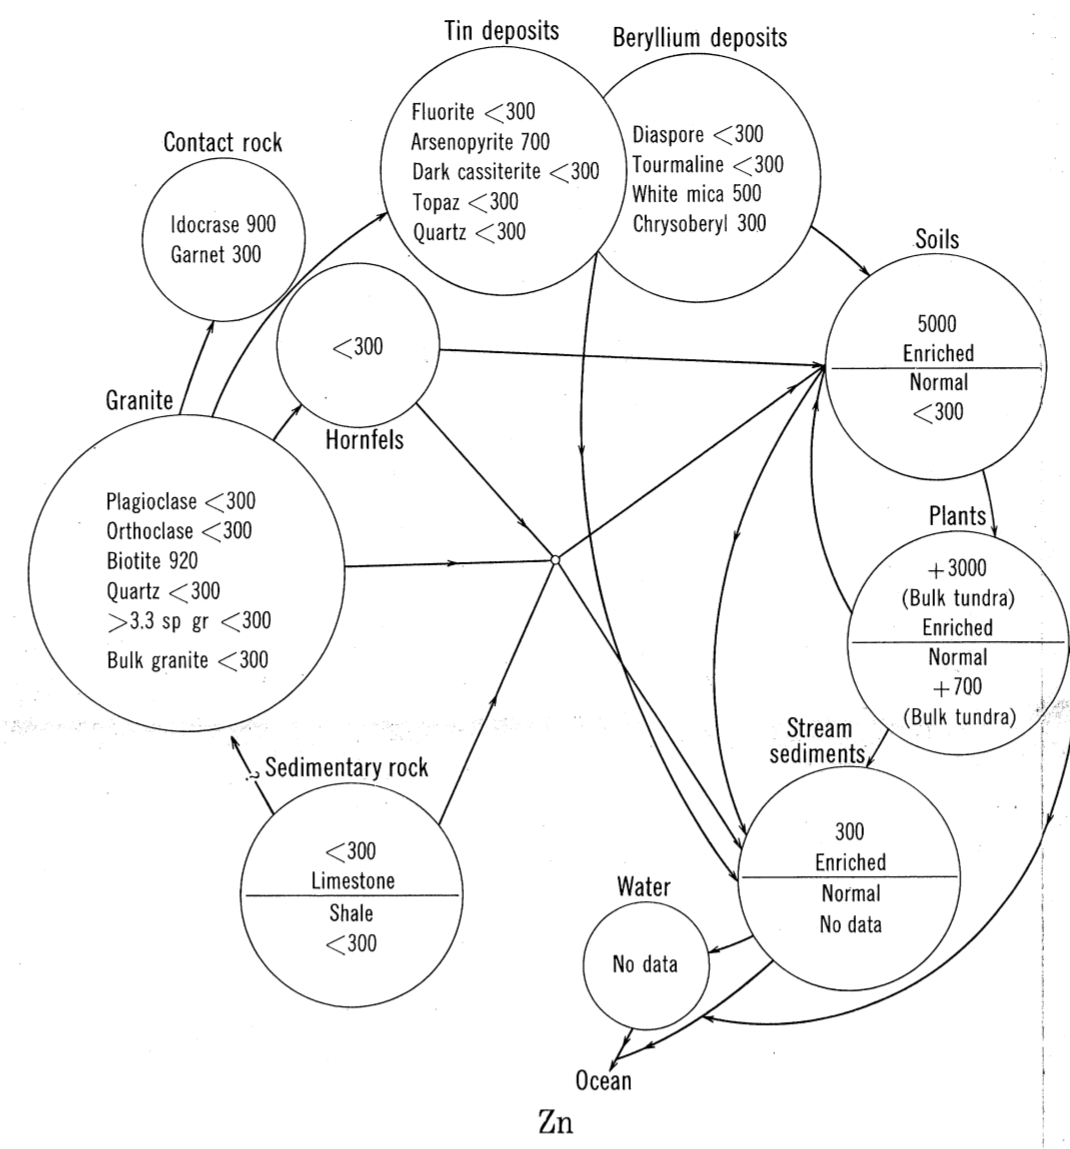 Tin deposits
Fluorite <300
Arsenopyrite 700
Dark cassiterite <300
Topaz <300
Quartz <300
Beryllium deposits
Diaspore <300
Tourmaline <300
White mica 500
Chrysoberyl 300
Contact rock
Idocrase 900
Garnet 300
Soils
5000
Enriched
Normal
<300
<300
Hornfels
Granite
Plagioclase <300
Orthoclase <300
Biotite 920
Quartz <300
>3.3 sp gr <300
Bulk granite <300
Plants
+3000
(Bulk tundra)
Enriched
Normal
+700
(Bulk tundra)
?
Sedimentary rock
<300
Limestone
Shale
<300
Stream
sediments
300
Enriched
Normal
No data
Water
No data
Ocean
Zn